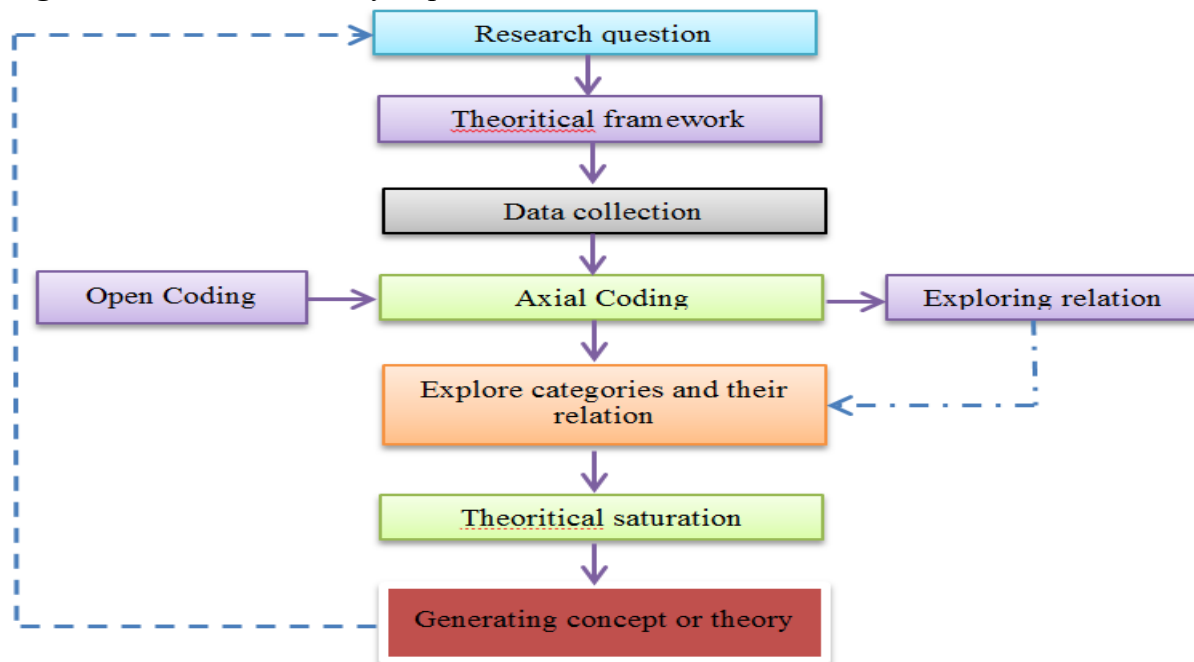 Research question
Theoritical framework
Data collection
Open Coding
Axial Coding
Exploring relation
Explore categories and their
relation
Theoritical saturation
Generating concept or theory